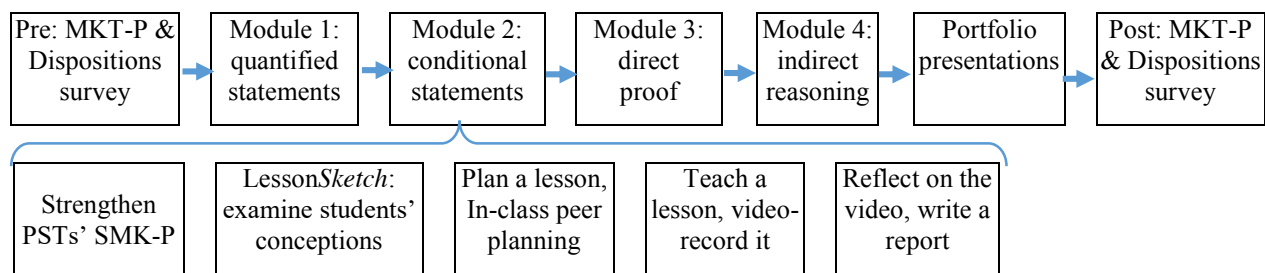 Pre: MKT-P &
Dispositions
survey
Module 1:
quantified
statements
Module 2:
conditional
statements
Module 3:
direct
proof
Module 4:
indirect
reasoning
Portfolio
presentations
Post: MKT-P
& Dispositions
survey
Strengthen
PSTs’ SMK-P
LessonSketch:
examine students’
conceptions
Plan a lesson,
In-class peer
planning
Teach a
lesson, video-
record it
Reflect on the
video, write a
report